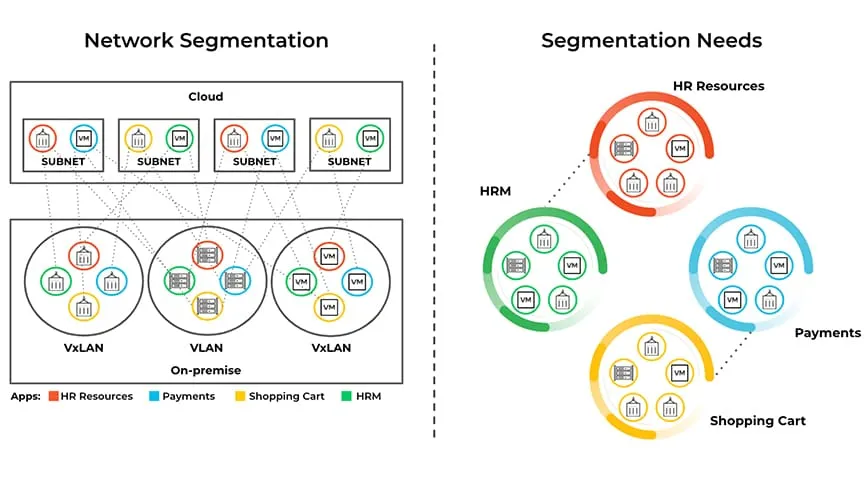 Network Segmentation
Cloud
VM VM VM VM
SUBNET SUBNET SUBNET SUBNET
VM
VM VM
VM
VxLAN VLAN VxLAN
On-premise
Apps: HR Resources Payments Shopping Cart HRM
Segmentation Needs
HR Resources
VM
HRM
VM
VM
VM
VM
Payments
VM
Shopping Cart